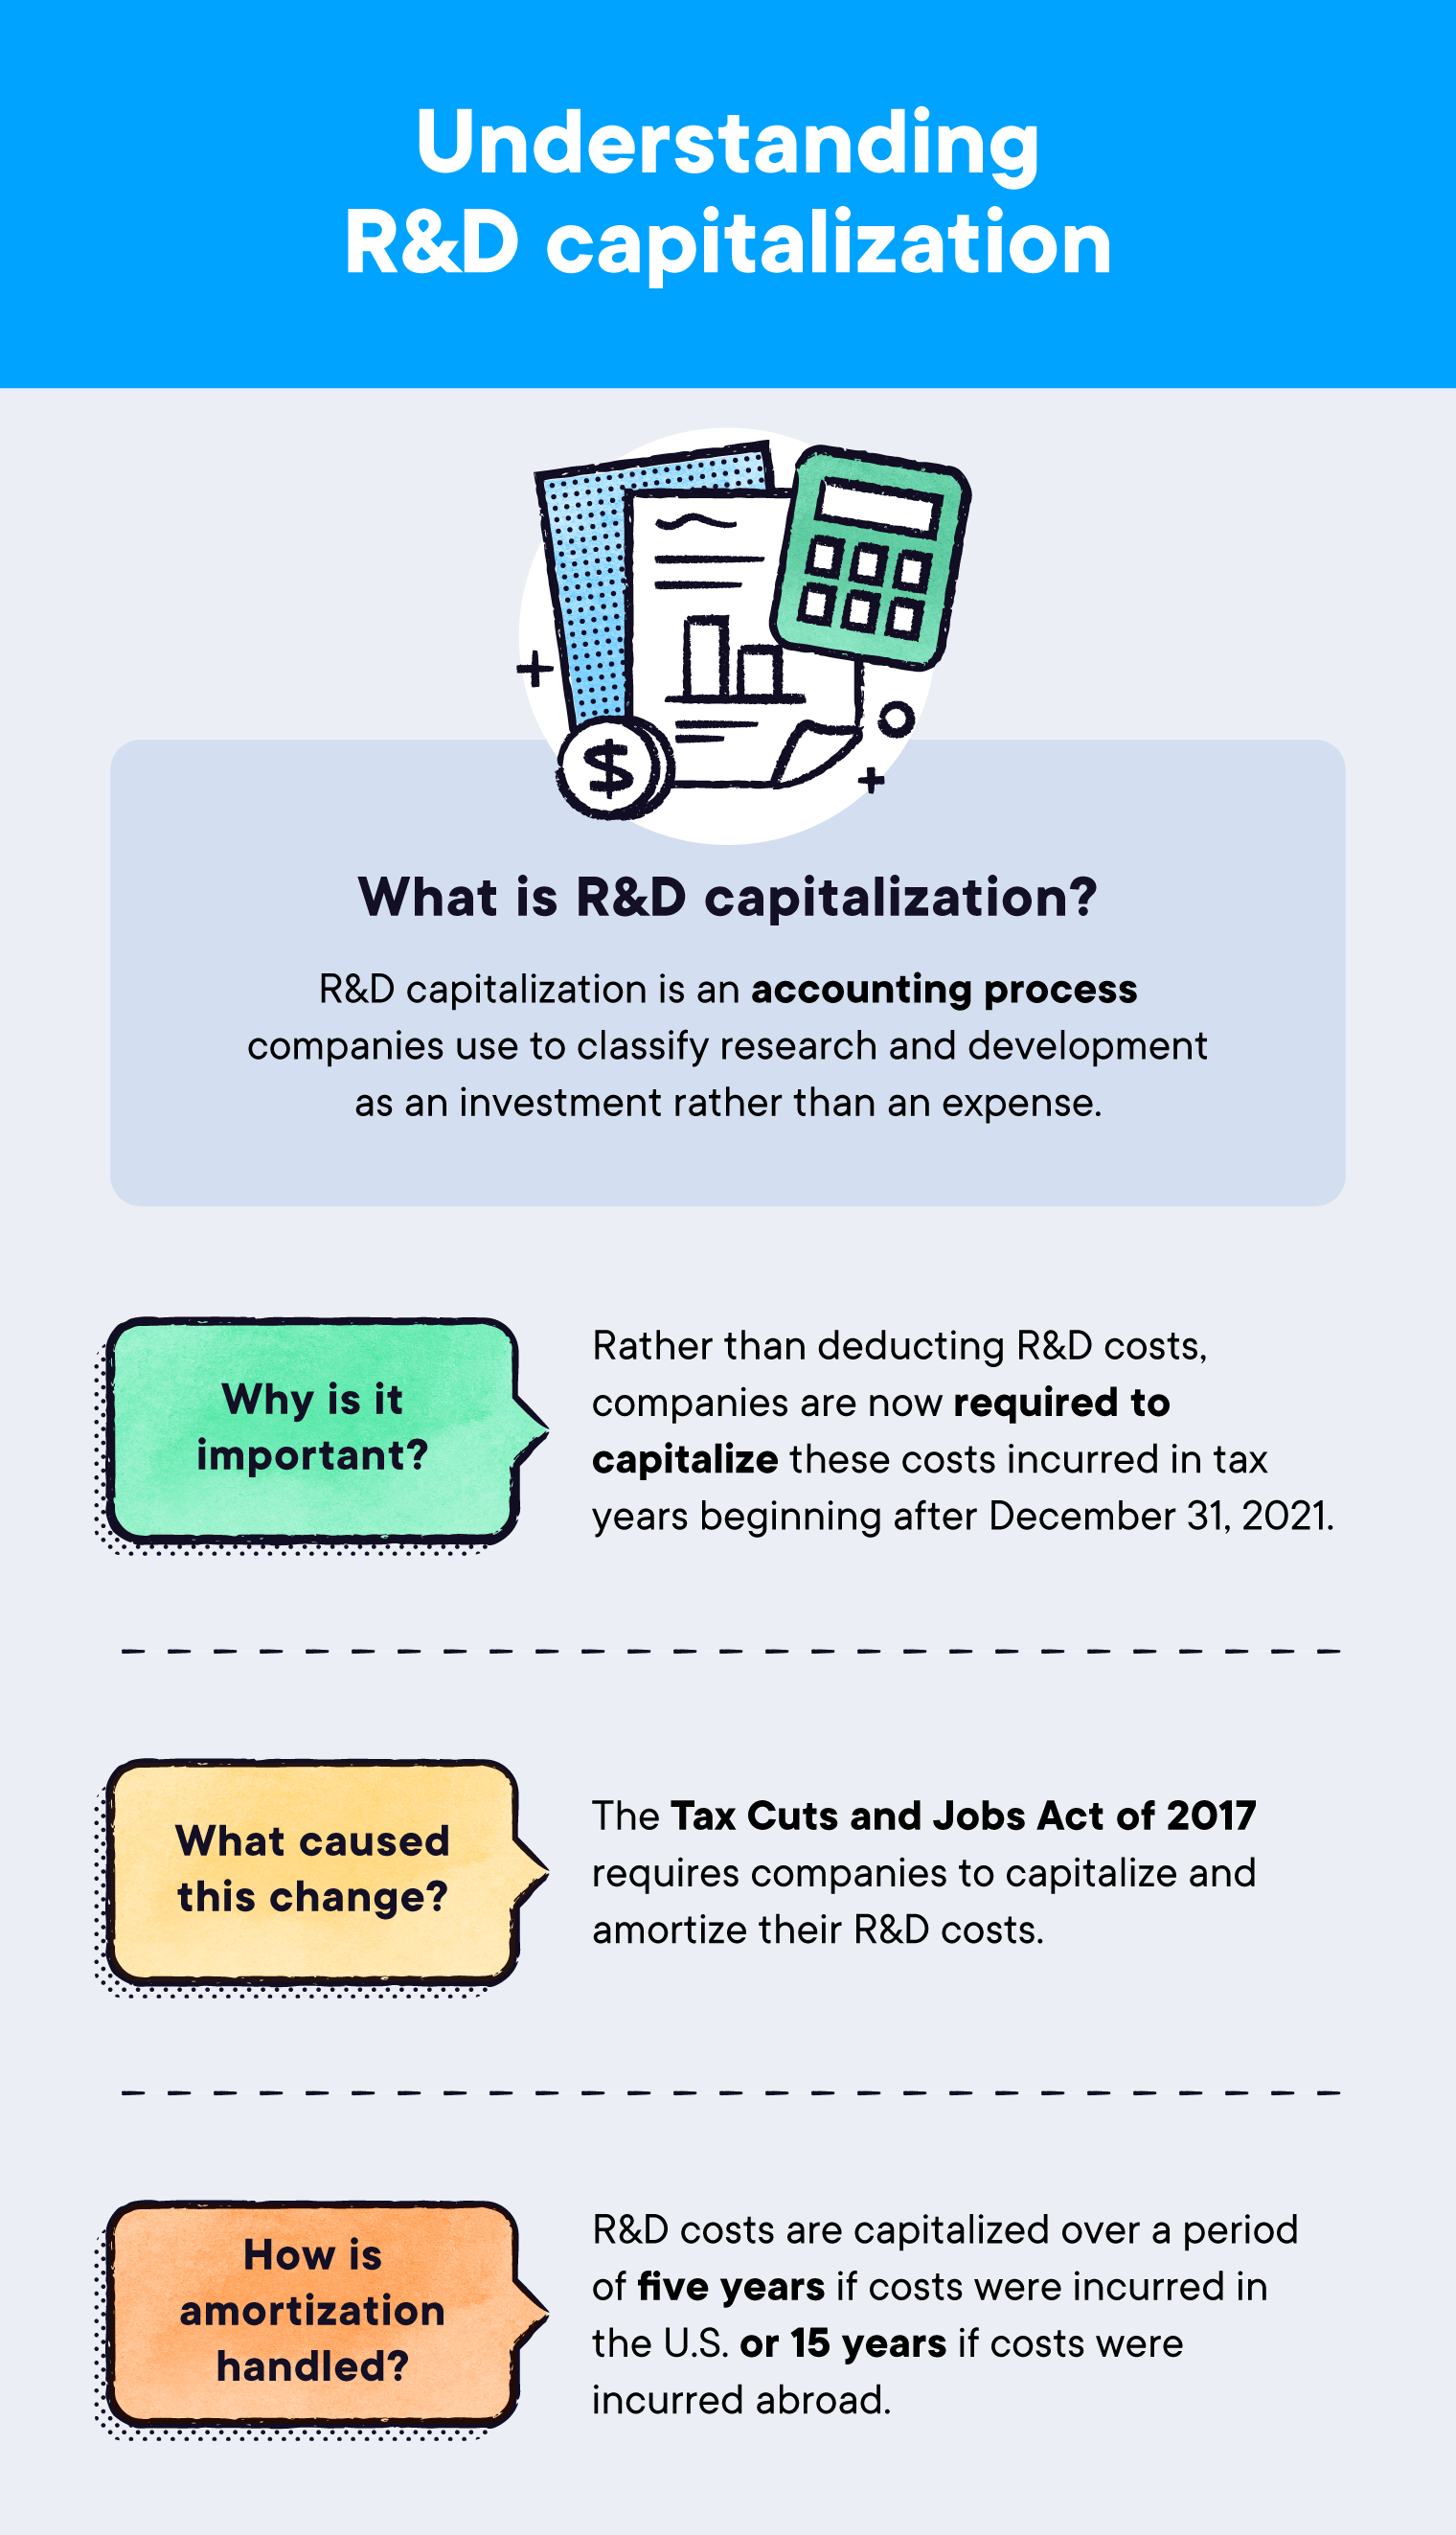 Understanding
R&D capitalization
$
What is R&D capitalization?
R&D capitalization is an accounting process
companies use to classify research and development
as an investment rather than an expense.
Why is it
important?
Rather than deducting R&D costs,
companies are now required to
capitalize these costs incurred in tax
years beginning after December 31, 2021.
What caused
this change?
The Tax Cuts and Jobs Act of 2017
requires companies to capitalize and
amortize their R&D costs.
How is
amortization
handled?
R&D costs are capitalized over a period
of five years if costs were incurred in
the U.S. or 15 years if costs were
incurred abroad.